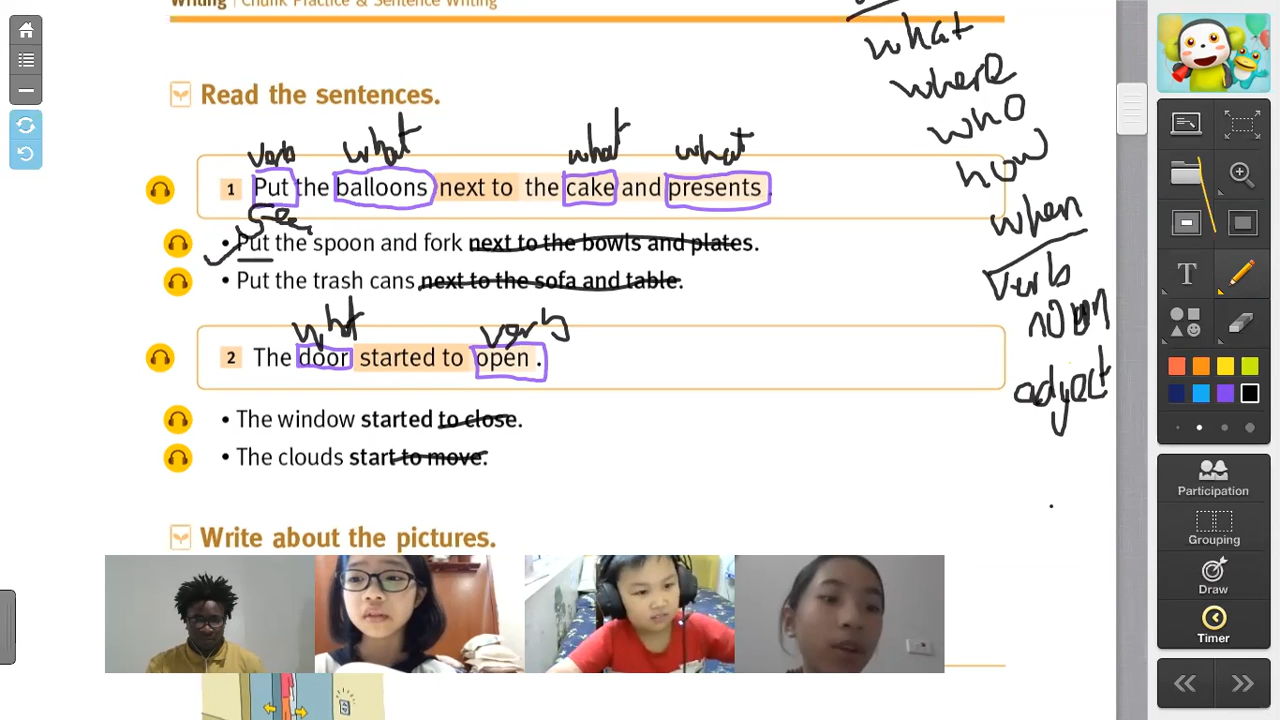 Writing | Chunk Practice & Sentence Writing
what
where
who
how
when
verb
noun
adject
Read the sentences.
verb what what what
1 Put the balloons next to the cake and presents.
See
• Put the spoon and fork next to the bowls and plates.
• Put the trash cans next to the sofa and table.
what verb
2 The door started to open.
• The window started to close.
• The clouds start to move.
Write about the pictures.
T
Participation
Grouping
Draw
Timer